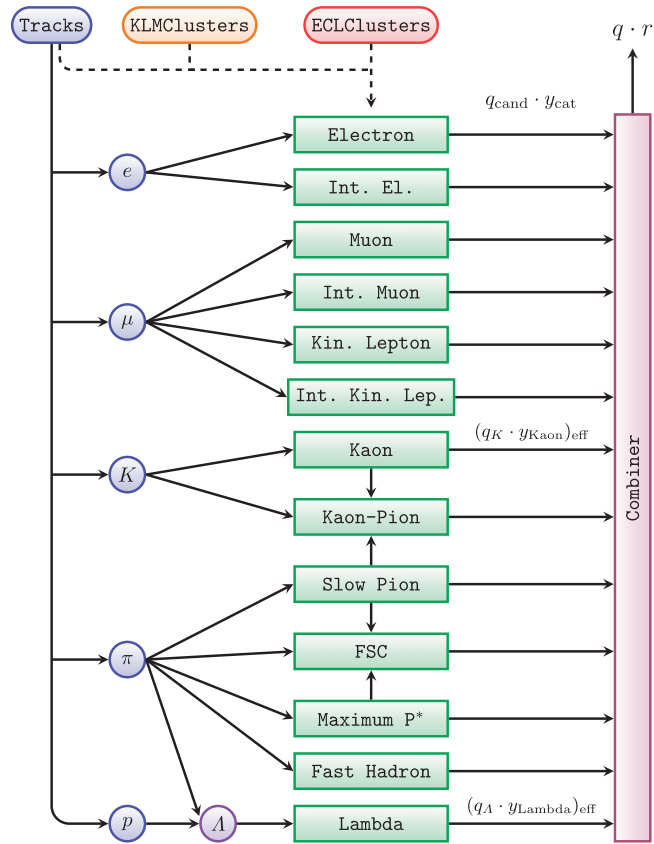 Tracks KLMClusters ECLClusters
q · r
q_cand · y_cat
Electron
e
Int. El.
Muon
Int. Muon
μ
Kin. Lepton
Int. Kin. Lep.
(q_K · y_Kaon)_eff
Kaon
K
Kaon-Pion
Combiner
Slow Pion
FSC
π
Maximum P*
Fast Hadron
(q_Λ · y_Lambda)_eff
p Λ Lambda